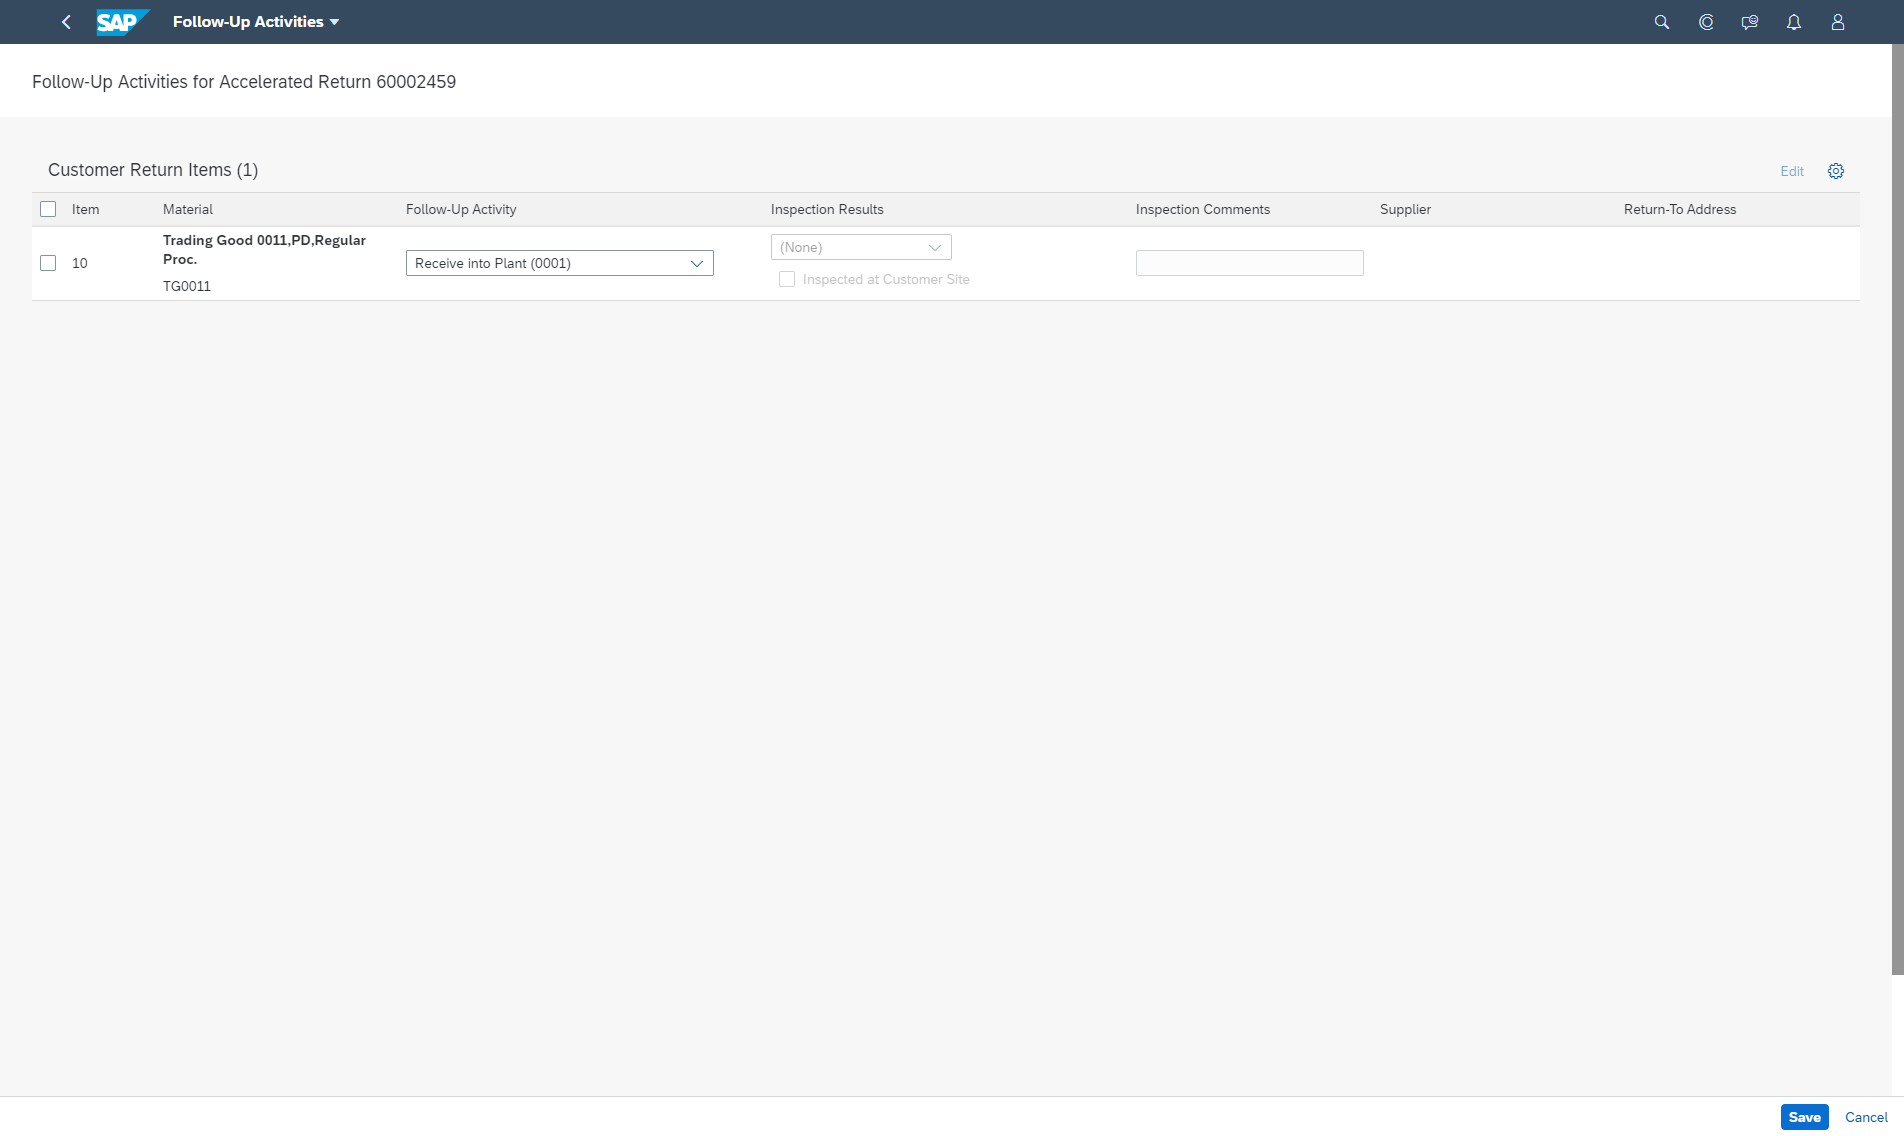 SAP
Follow-Up Activities
Follow-Up Activities for Accelerated Return 60002459
Customer Return Items (1)
Edit
Item
Material
Follow-Up Activity
Inspection Results
Inspection Comments
Supplier
Return-To Address
10
Trading Good 0011,PD,Regular
Proc.
TG0011
Receive into Plant (0001)
(None)
Inspected at Customer Site
Save
Cancel